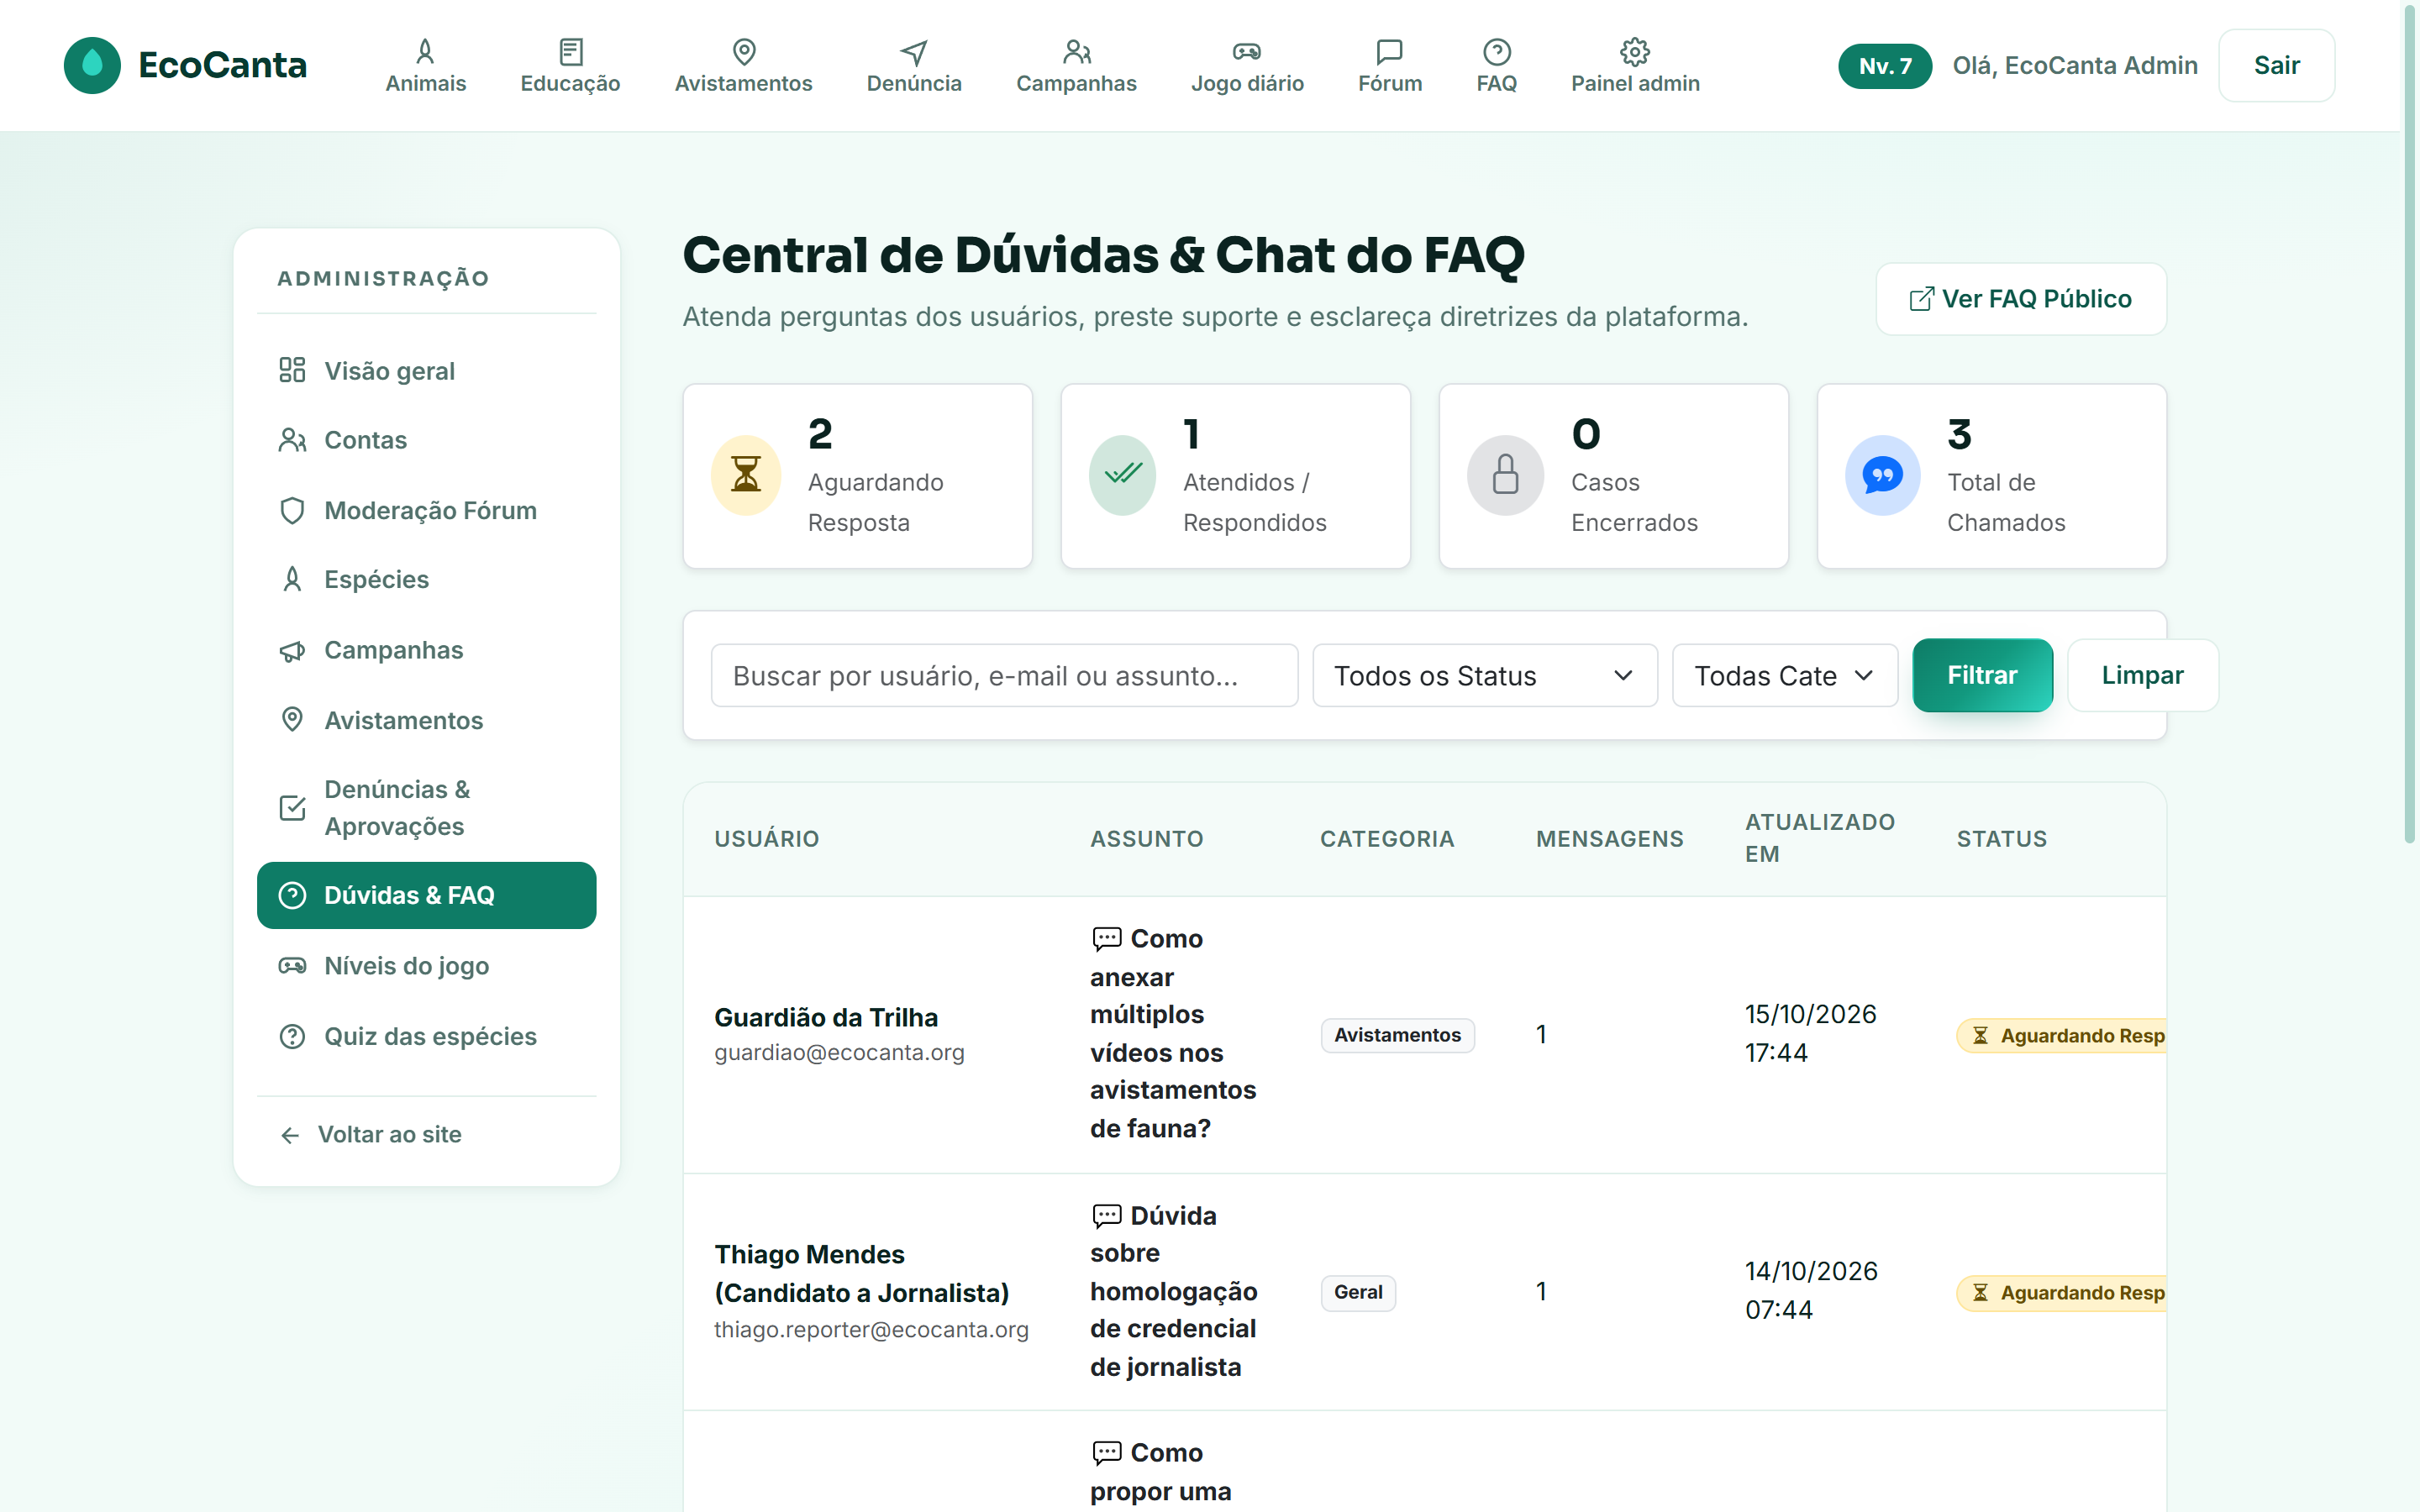 EcoCanta
Animais
Educação
Avistamentos
Denúncia
Campanhas
Jogo diário
Fórum
FAQ
Painel admin
Nv. 7
Olá, EcoCanta Admin
Sair
ADMINISTRAÇÃO
Visão geral
Contas
Moderação Fórum
Espécies
Campanhas
Avistamentos
Denúncias &
Aprovações
Dúvidas & FAQ
Níveis do jogo
Quiz das espécies
Voltar ao site
Central de Dúvidas & Chat do FAQ
Atenda perguntas dos usuários, preste suporte e esclareça diretrizes da plataforma.
Ver FAQ Público
2
Aguardando
Resposta
1
Atendidos /
Respondidos
0
Casos
Encerrados
3
Total de
Chamados
Buscar por usuário, e-mail ou assunto...
Todos os Status
Todas Cate
Filtrar
Limpar
USUÁRIO
ASSUNTO
CATEGORIA
MENSAGENS
ATUALIZADO
EM
STATUS
Guardião da Trilha
guardiao@ecocanta.org
Como
anexar
múltiplos
vídeos nos
avistamentos
de fauna?
Avistamentos
1
15/10/2026
17:44
Aguardando Resp
Thiago Mendes
(Candidato a Jornalista)
thiago.reporter@ecocanta.org
Dúvida
sobre
homologação
de credencial
de jornalista
Geral
1
14/10/2026
07:44
Aguardando Resp
Como
propor uma